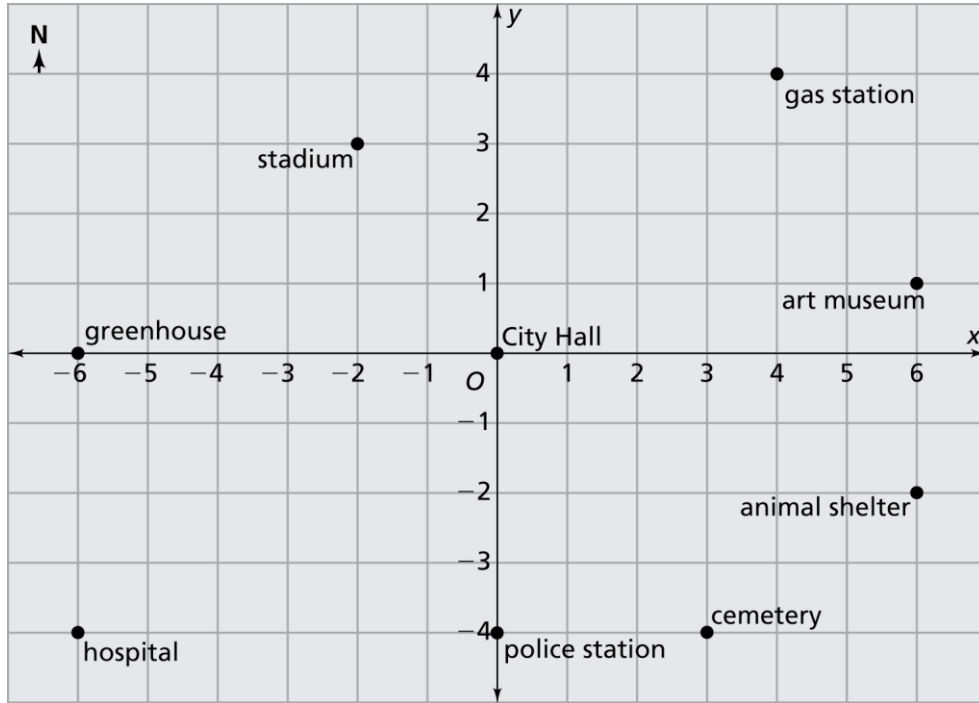 N
y
4
gas station
3
stadium
2
1
art museum
greenhouse
City Hall
x
−6 −5 −4 −3 −2 −1 O 1 2 3 4 5 6
−1
−2
animal shelter
−3
cemetery
−4
hospital
police station